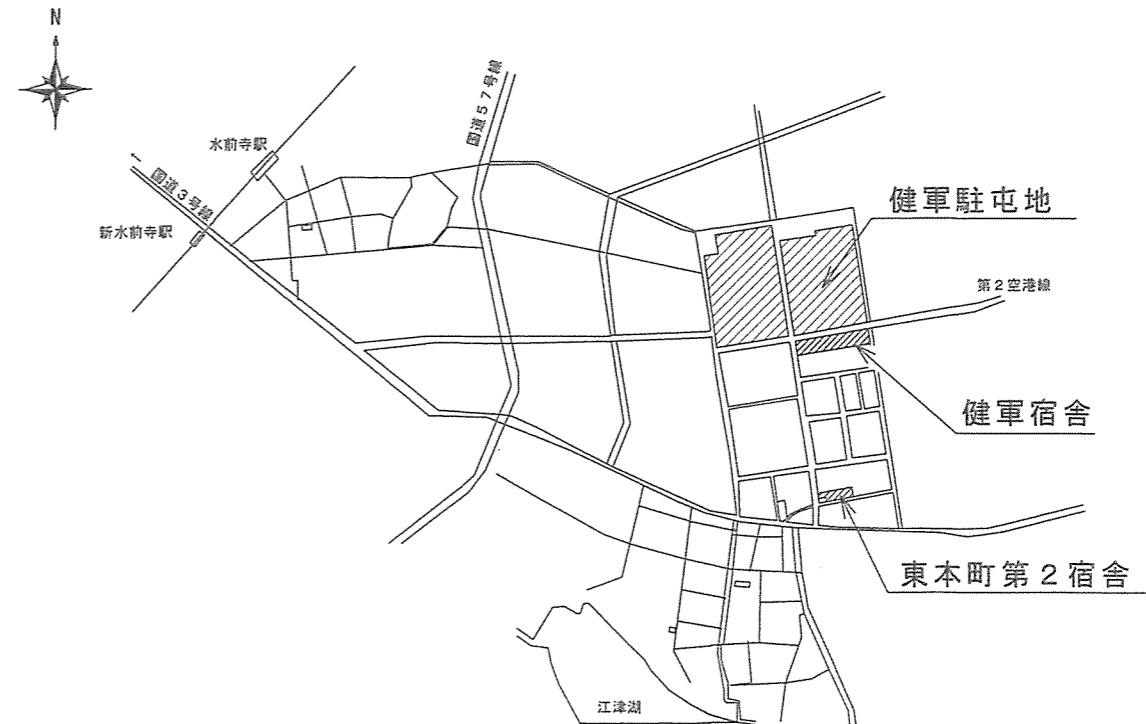 N
国道57号線
水前寺駅
国道3号線
新水前寺駅
健軍駐屯地
第2空港線
健軍宿舎
東本町第2宿舎
江津湖